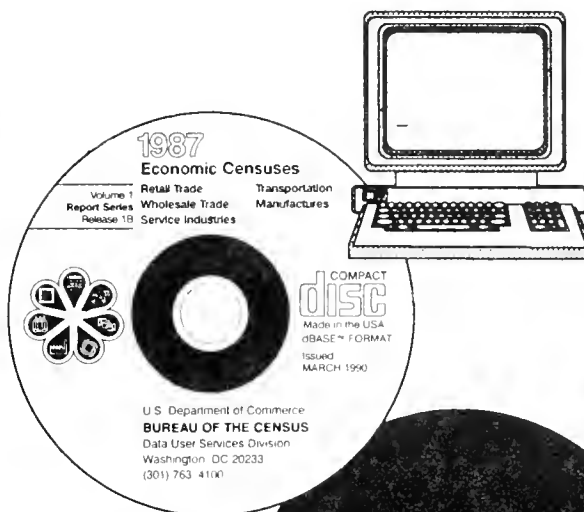 1987
Economic Censuses
Volume 1
Report Series
Release 1B
Retail Trade
Wholesale Trade
Service Industries
Transportation
Manufactures
COMPACT
disc
Made in the USA
dBASE™ FORMAT
Issued
MARCH 1990
U.S. Department of Commerce
BUREAU OF THE CENSUS
Data User Services Division
Washington DC 20233
(301) 763 4100